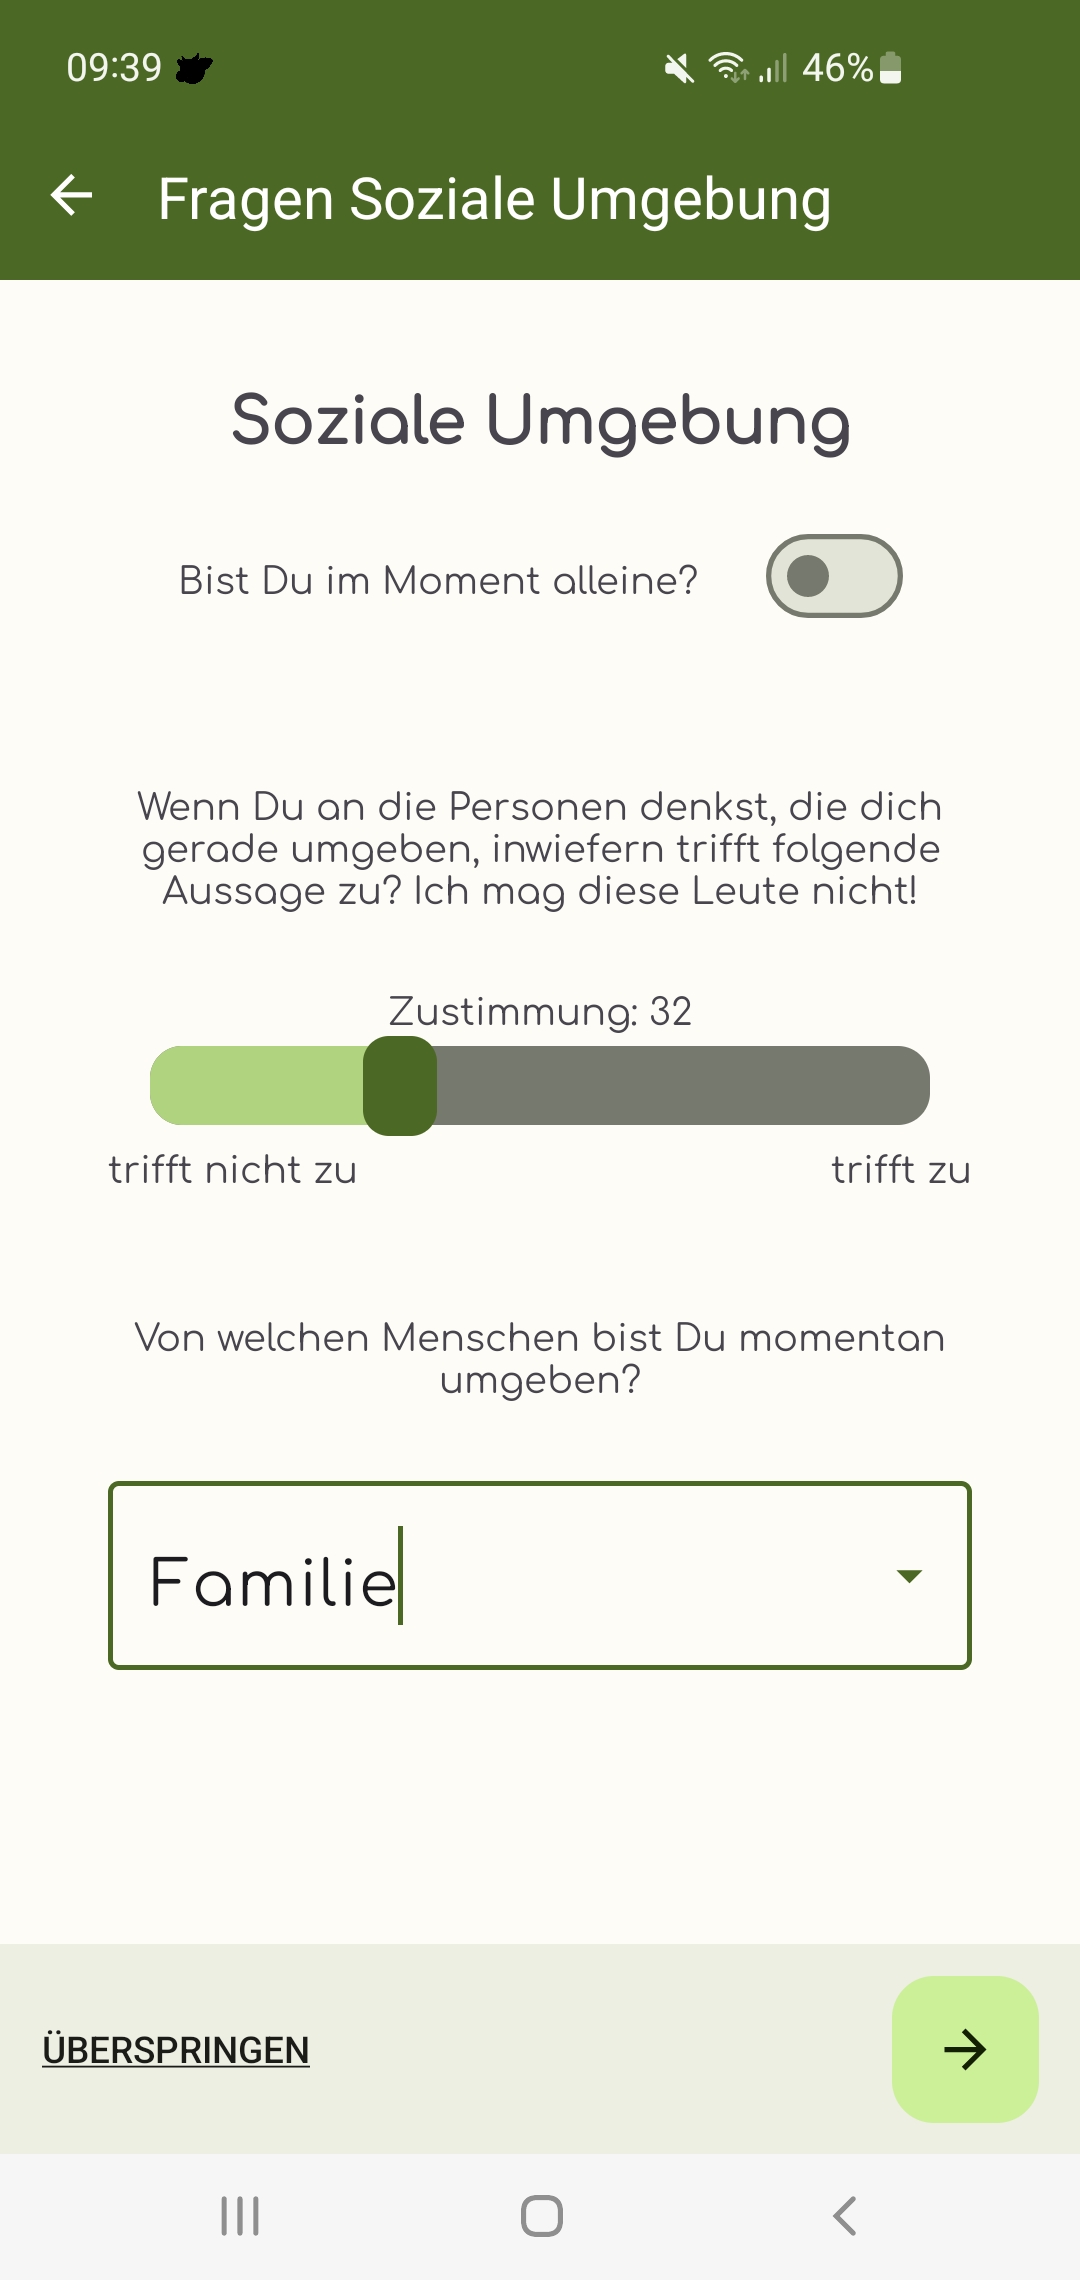 09:39 46%
Fragen Soziale Umgebung
Soziale Umgebung
Bist Du im Moment alleine?
Wenn Du an die Personen denkst, die dich
gerade umgeben, inwiefern trifft folgende
Aussage zu? Ich mag diese Leute nicht!
Zustimmung: 32
trifft nicht zu trifft zu
Von welchen Menschen bist Du momentan
umgeben?
Familie
ÜBERSPRINGEN